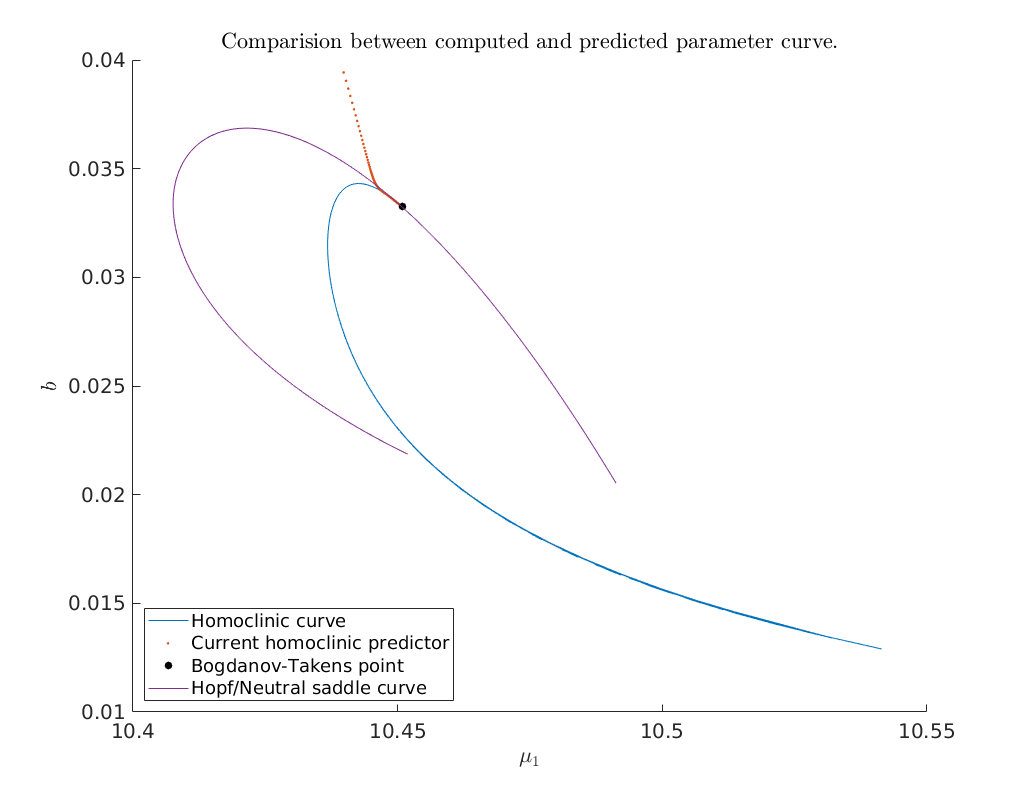 Comparision between computed and predicted parameter curve.
0.04
0.035
0.03
0.025
0.02
0.015
0.01
b
Homoclinic curve
Current homoclinic predictor
Bogdanov-Takens point
Hopf/Neutral saddle curve
10.4 10.45 10.5 10.55
μ₁